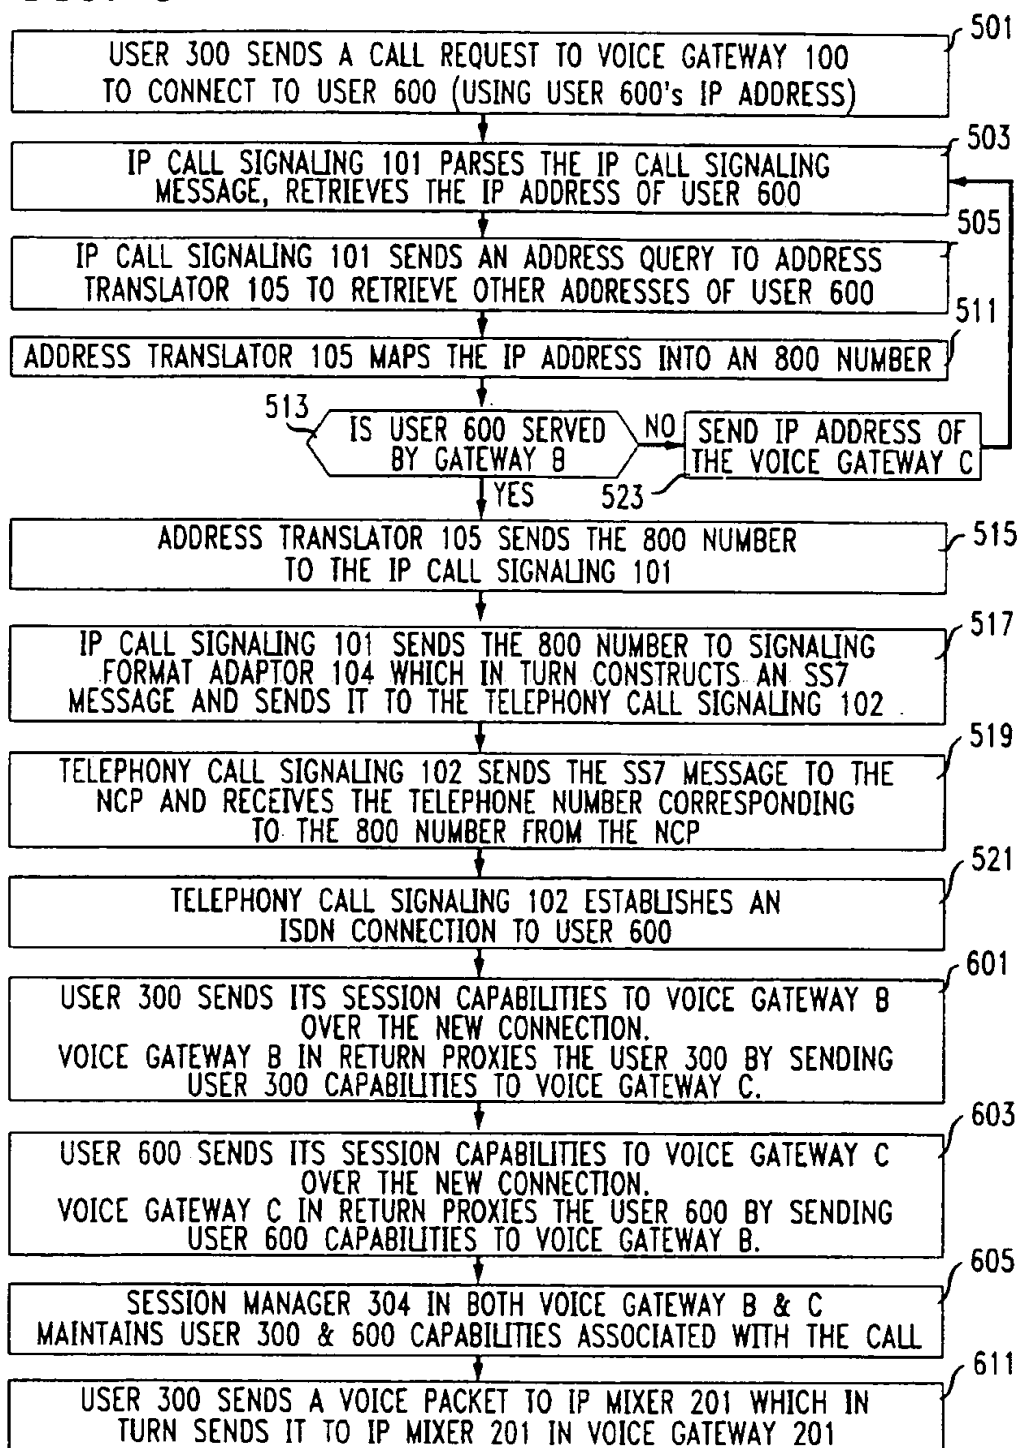 501
USER 300 SENDS A CALL REQUEST TO VOICE GATEWAY 100
TO CONNECT TO USER 600 (USING USER 600's IP ADDRESS)
503
IP CALL SIGNALING 101 PARSES THE IP CALL SIGNALING
MESSAGE, RETRIEVES THE IP ADDRESS OF USER 600
505
IP CALL SIGNALING 101 SENDS AN ADDRESS QUERY TO ADDRESS
TRANSLATOR 105 TO RETRIEVE OTHER ADDRESSES OF USER 600
511
ADDRESS TRANSLATOR 105 MAPS THE IP ADDRESS INTO AN 800 NUMBER
513
IS USER 600 SERVED
BY GATEWAY B
NO
SEND IP ADDRESS OF
THE VOICE GATEWAY C
523
YES
515
ADDRESS TRANSLATOR 105 SENDS THE 800 NUMBER
TO THE IP CALL SIGNALING 101
517
IP CALL SIGNALING 101 SENDS THE 800 NUMBER TO SIGNALING
FORMAT ADAPTOR 104 WHICH IN TURN CONSTRUCTS AN SS7
MESSAGE AND SENDS IT TO THE TELEPHONY CALL SIGNALING 102
519
TELEPHONY CALL SIGNALING 102 SENDS THE SS7 MESSAGE TO THE
NCP AND RECEIVES THE TELEPHONE NUMBER CORRESPONDING
TO THE 800 NUMBER FROM THE NCP
521
TELEPHONY CALL SIGNALING 102 ESTABLISHES AN
ISDN CONNECTION TO USER 600
601
USER 300 SENDS ITS SESSION CAPABILITIES TO VOICE GATEWAY B
OVER THE NEW CONNECTION.
VOICE GATEWAY B IN RETURN PROXIES THE USER 300 BY SENDING
USER 300 CAPABILITIES TO VOICE GATEWAY C.
603
USER 600 SENDS ITS SESSION CAPABILITIES TO VOICE GATEWAY C
OVER THE NEW CONNECTION.
VOICE GATEWAY C IN RETURN PROXIES THE USER 600 BY SENDING
USER 600 CAPABILITIES TO VOICE GATEWAY B.
605
SESSION MANAGER 304 IN BOTH VOICE GATEWAY B & C
MAINTAINS USER 300 & 600 CAPABILITIES ASSOCIATED WITH THE CALL
611
USER 300 SENDS A VOICE PACKET TO IP MIXER 201 WHICH IN
TURN SENDS IT TO IP MIXER 201 IN VOICE GATEWAY 201